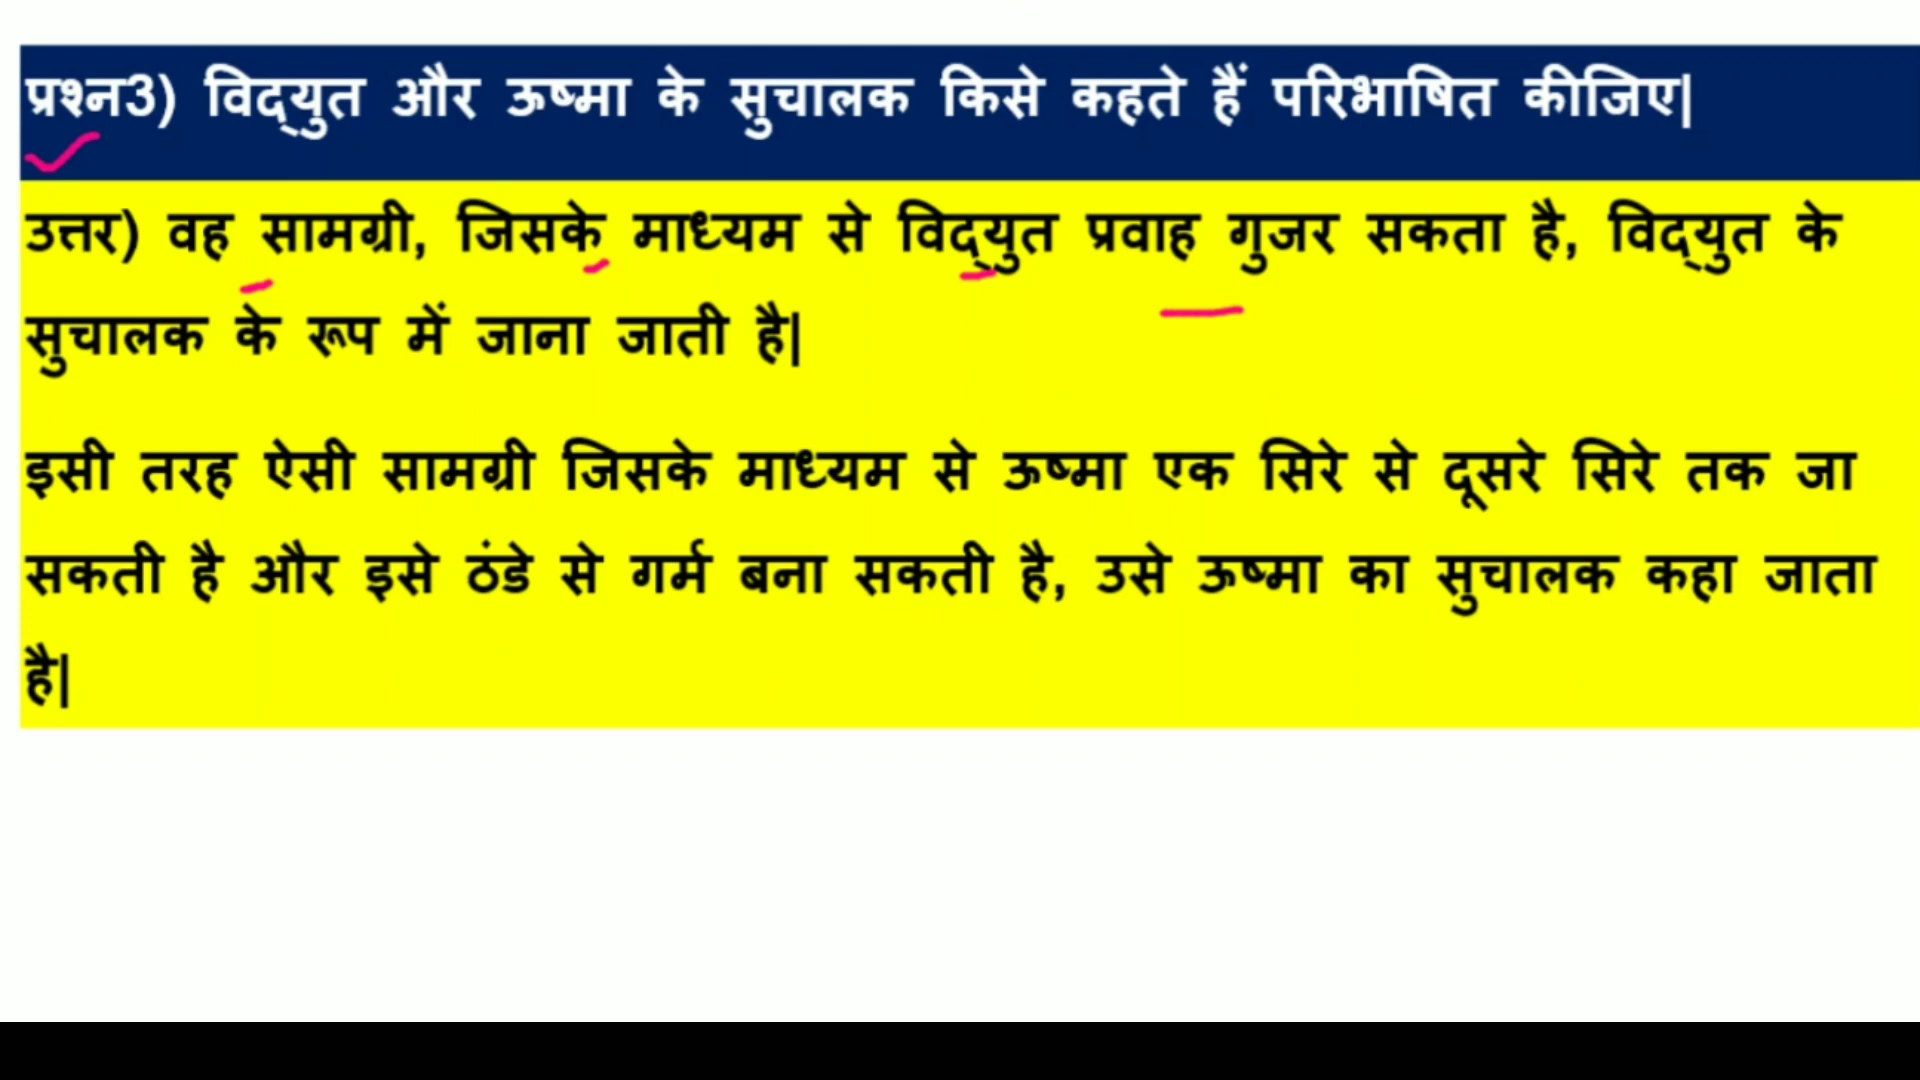 प्रश्न3) विद्युत और ऊष्मा के सुचालक किसे कहते हैं परिभाषित कीजिए|
उत्तर) वह सामग्री, जिसके माध्यम से विद्युत प्रवाह गुजर सकता है, विद्युत के
सुचालक के रूप में जाना जाती है|
इसी तरह ऐसी सामग्री जिसके माध्यम से ऊष्मा एक सिरे से दूसरे सिरे तक जा
सकती है और इसे ठंडे से गर्म बना सकती है, उसे ऊष्मा का सुचालक कहा जाता
है|